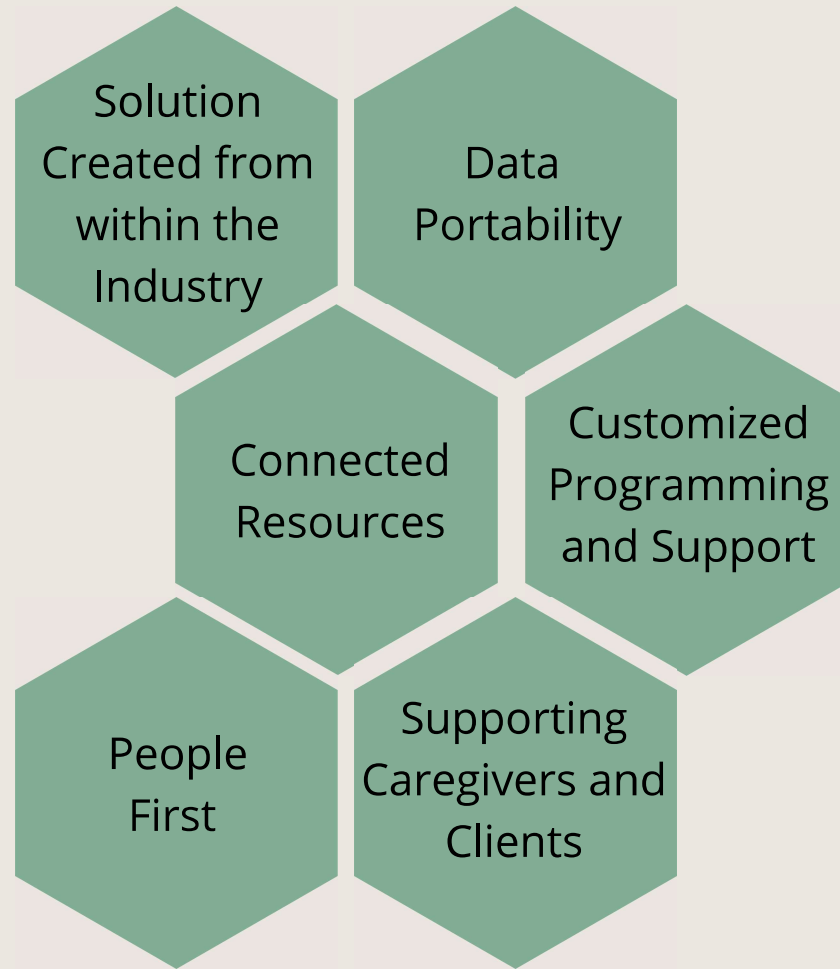 Solution
Created from
within the
Industry
Data
Portability
Connected
Resources
Customized
Programming
and Support
People
First
Supporting
Caregivers and
Clients